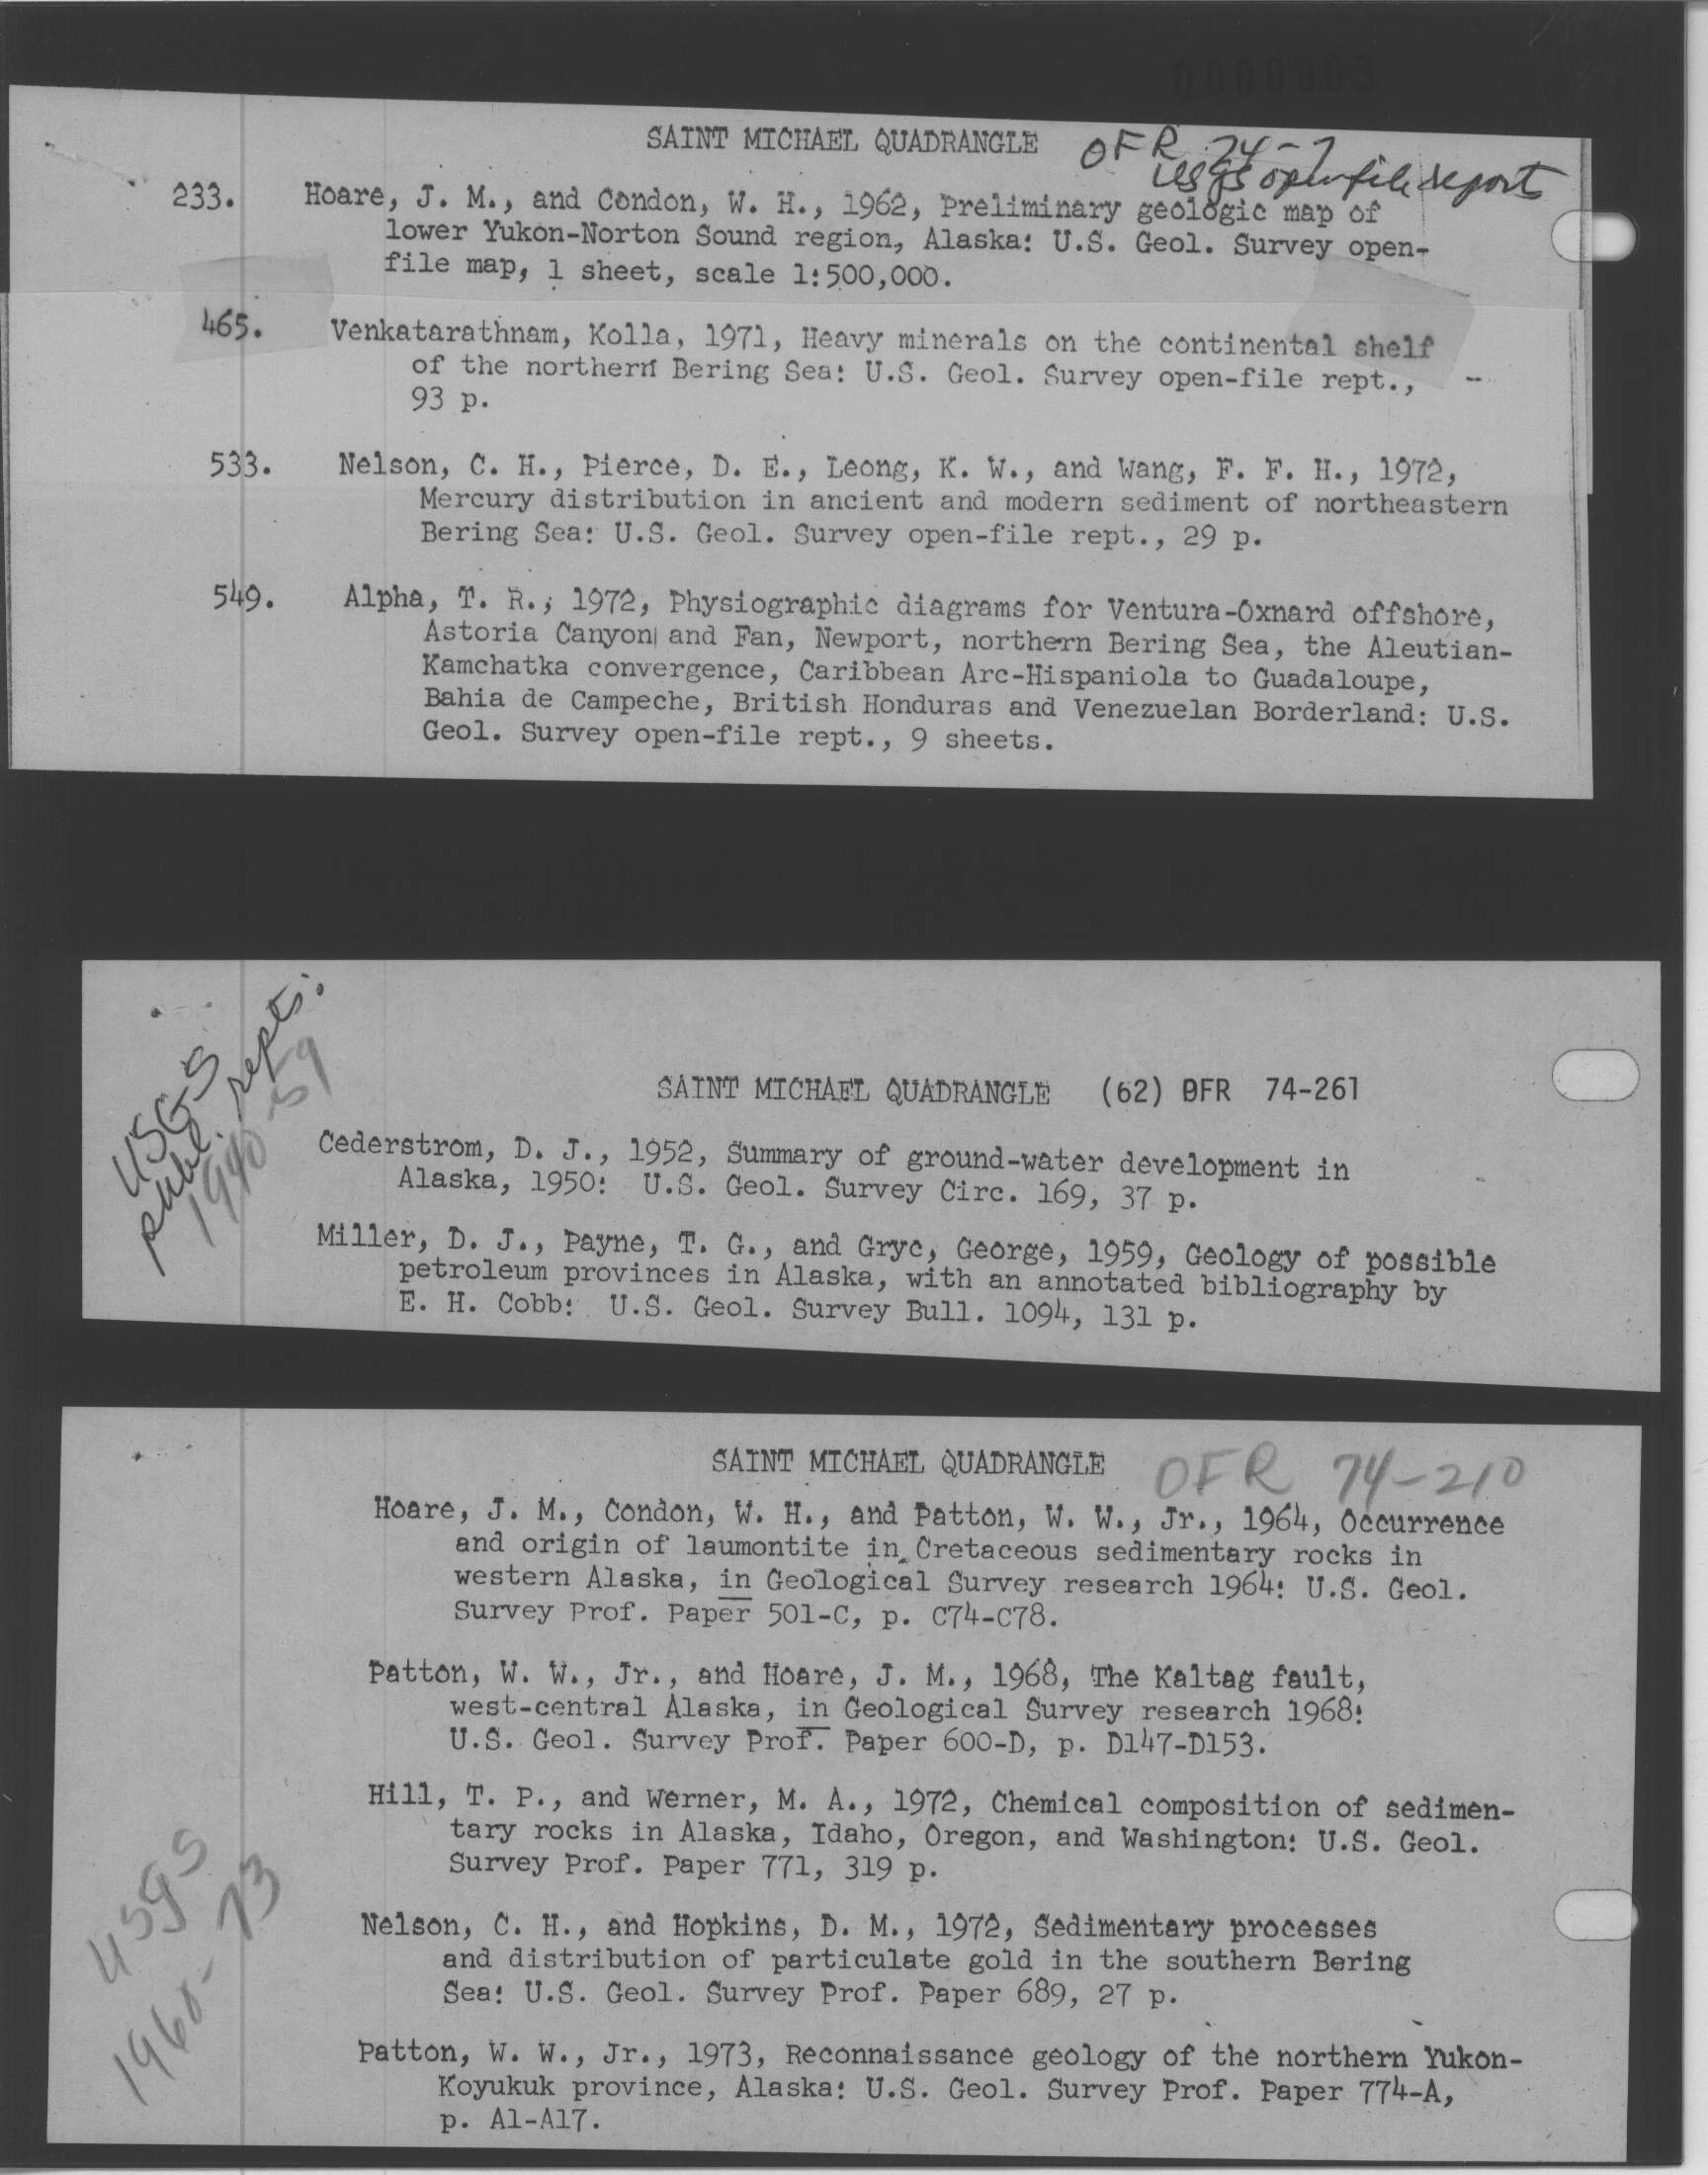 0000003
SAINT MICHAEL QUADRANGLE OFR 74-7
USGS open file reports
233. Hoare, J. M., and Condon, W. H., 1962, Preliminary geologic map of
lower Yukon-Norton Sound region, Alaska: U.S. Geol. Survey open-
file map, 1 sheet, scale 1:500,000.
465. Venkatarathnam, Kolla, 1971, Heavy minerals on the continental shelf
of the northern Bering Sea: U.S. Geol. Survey open-file rept.,
93 p.
533. Nelson, C. H., Pierce, D. E., Leong, K. W., and Wang, F. F. H., 1972,
Mercury distribution in ancient and modern sediment of northeastern
Bering Sea: U.S. Geol. Survey open-file rept., 29 p.
549. Alpha, T. R., 1972, Physiographic diagrams for Ventura-Oxnard offshore,
Astoria Canyon and Fan, Newport, northern Bering Sea, the Aleutian-
Kamchatka convergence, Caribbean Arc-Hispaniola to Guadaloupe,
Bahia de Campeche, British Honduras and Venezuelan Borderland: U.S.
Geol. Survey open-file rept., 9 sheets.
USGS
publ. repts.
1940-59
SAINT MICHAEL QUADRANGLE (62) OFR 74-261
Cederstrom, D. J., 1952, Summary of ground-water development in
Alaska, 1950: U.S. Geol. Survey Circ. 169, 37 p.
Miller, D. J., Payne, T. G., and Gryc, George, 1959, Geology of possible
petroleum provinces in Alaska, with an annotated bibliography by
E. H. Cobb: U.S. Geol. Survey Bull. 1094, 131 p.
SAINT MICHAEL QUADRANGLE OFR 74-210
Hoare, J. M., Condon, W. H., and Patton, W. W., Jr., 1964, Occurrence
and origin of laumontite in Cretaceous sedimentary rocks in
western Alaska, in Geological Survey research 1964: U.S. Geol.
Survey Prof. Paper 501-C, p. C74-C78.
Patton, W. W., Jr., and Hoare, J. M., 1968, The Kaltag fault,
west-central Alaska, in Geological Survey research 1968:
U.S. Geol. Survey Prof. Paper 600-D, p. D147-D153.
Hill, T. P., and Werner, M. A., 1972, Chemical composition of sedimen-
tary rocks in Alaska, Idaho, Oregon, and Washington: U.S. Geol.
Survey Prof. Paper 771, 319 p.
USGS
1960-73
Nelson, C. H., and Hopkins, D. M., 1972, Sedimentary processes
and distribution of particulate gold in the southern Bering
Sea: U.S. Geol. Survey Prof. Paper 689, 27 p.
Patton, W. W., Jr., 1973, Reconnaissance geology of the northern Yukon-
Koyukuk province, Alaska: U.S. Geol. Survey Prof. Paper 774-A,
p. A1-A17.